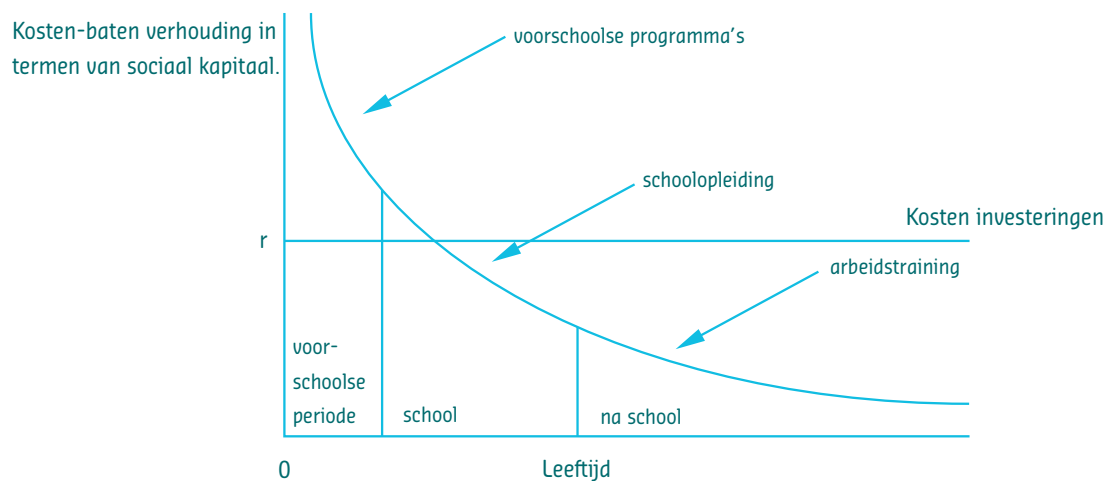 Kosten-baten verhouding in
termen van sociaal kapitaal.
voorschoolse programma's
schoolopleiding
Kosten investeringen
r
arbeidstraining
voor-
schoolse
periode
school
na school
0
Leeftijd